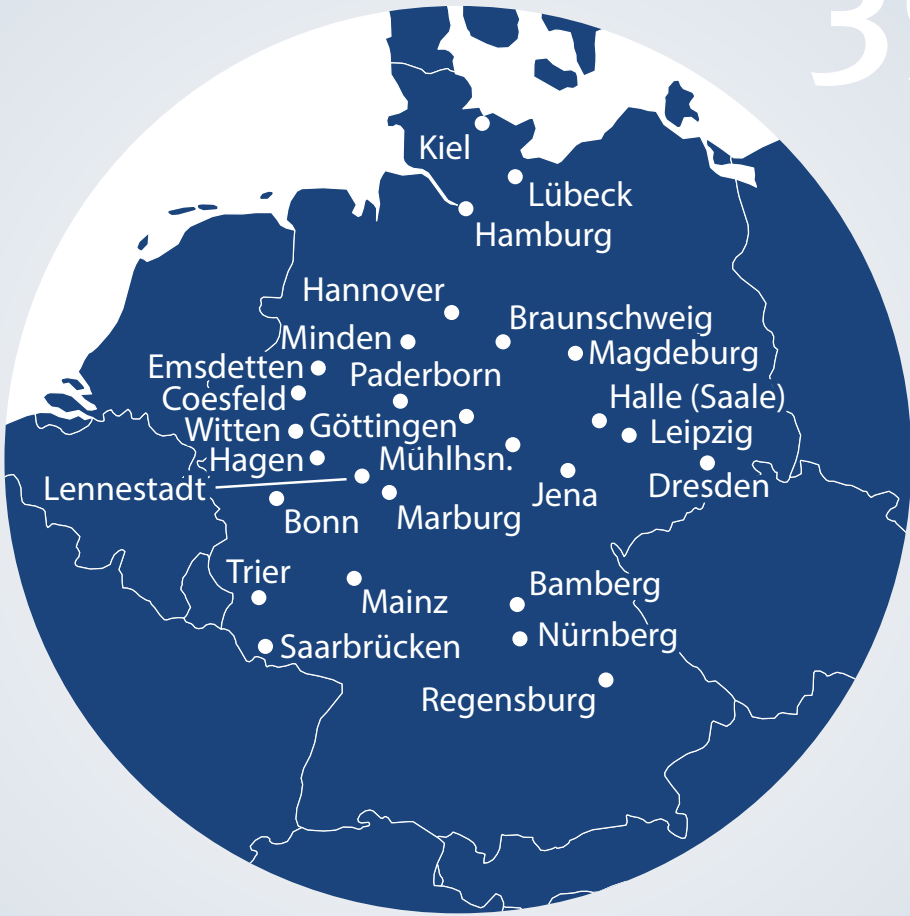 3
Kiel
Lübeck
Hamburg
Hannover
Braunschweig
Minden
Magdeburg
Emsdetten
Paderborn
Coesfeld
Halle (Saale)
Witten
Göttingen
Leipzig
Hagen
Mühlhsn.
Lennestadt
Jena
Dresden
Bonn
Marburg
Trier
Mainz
Bamberg
Nürnberg
Saarbrücken
Regensburg